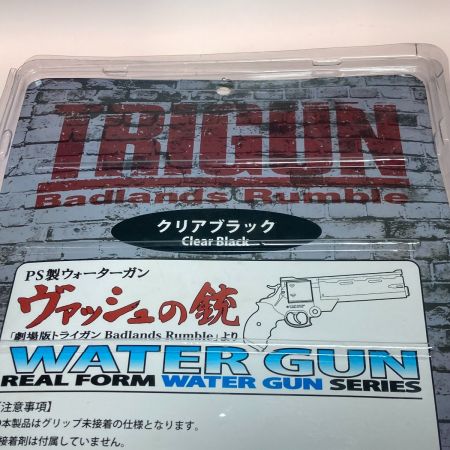 TRIGUN
Badlands Rumble
クリアブラック
Clear Black
PS製ウォーターガン
ヴァッシュの銃
「劇場版トライガン Badlands Rumble」より
WATER GUN
REAL FORM WATER GUN SERIES
【注意事項】
本製品はグリップ未接着の仕様となります。
接着剤は付属していません。